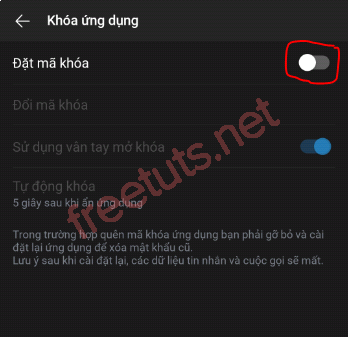 Khóa ứng dụng
Đặt mã khóa
Đổi mã khóa
Sử dụng vân tay mở khóa
Tự động khóa
5 giây sau khi ẩn ứng dụng
Trong trường hợp quên mã khóa ứng dụng bạn phải gỡ bỏ và cài
đặt lại ứng dụng để xóa mật khẩu cũ.
Lưu ý sau khi cài đặt lại, các dữ liệu tin nhắn và cuộc gọi sẽ mất.
freetuts.net